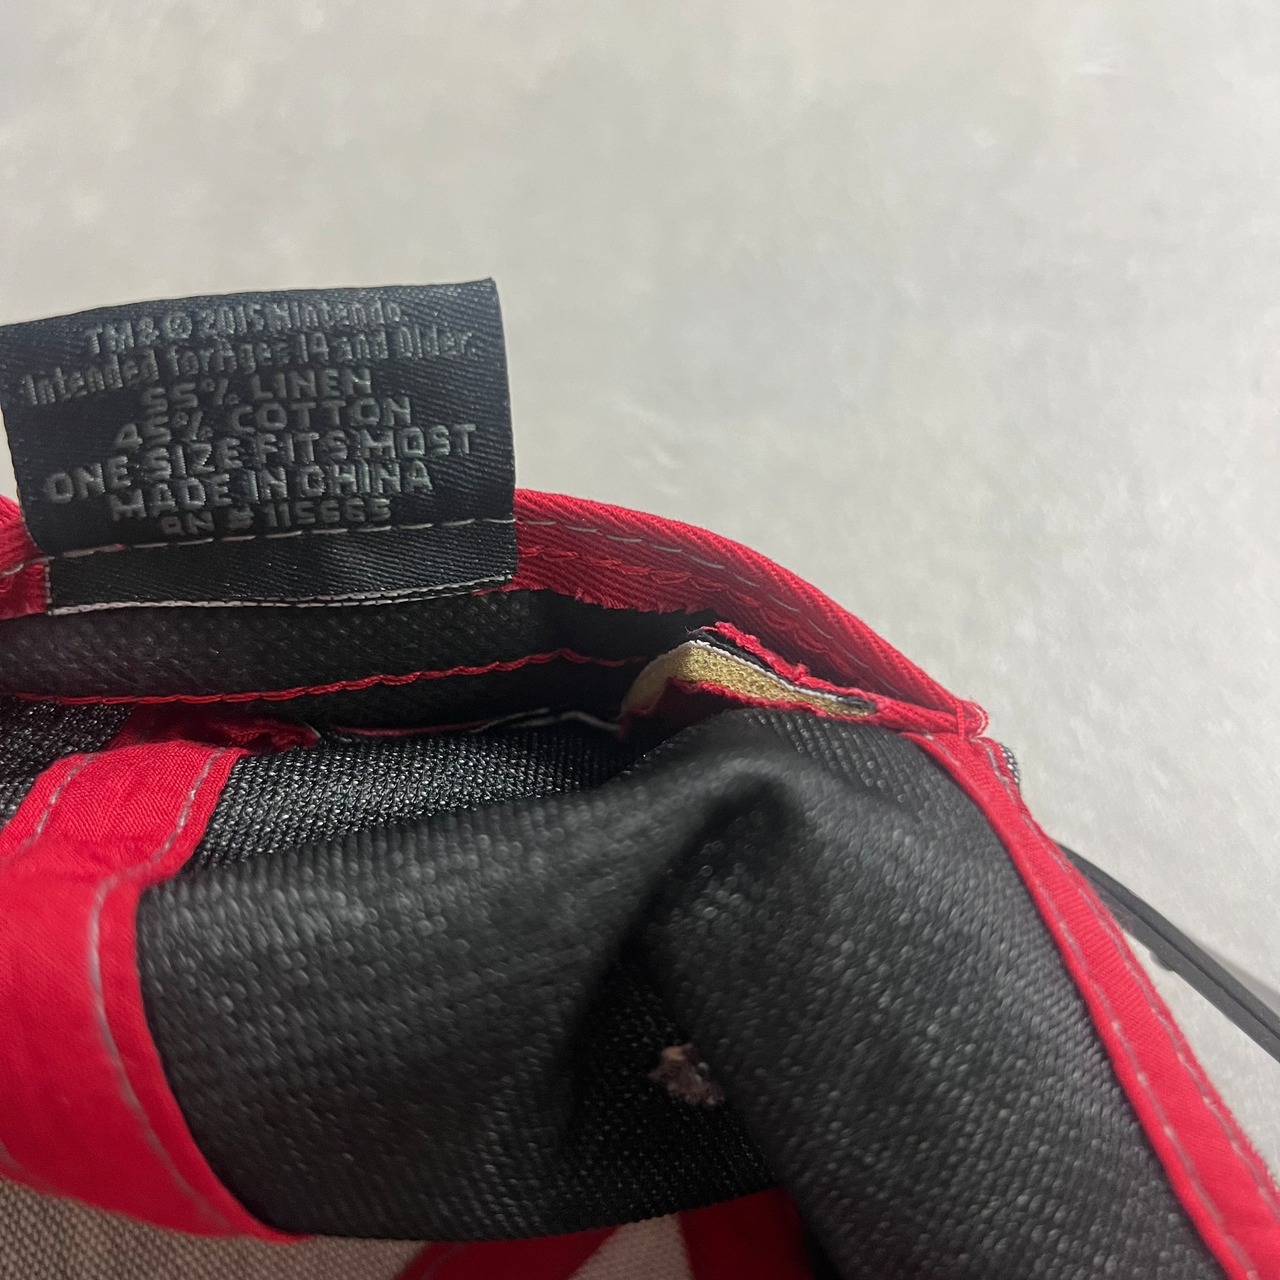 TM & © 2015 Nintendo
Intended for Ages 14 and Older.
55% LINEN
45% COTTON
ONE SIZE FITS MOST
MADE IN CHINA
RN # 115665